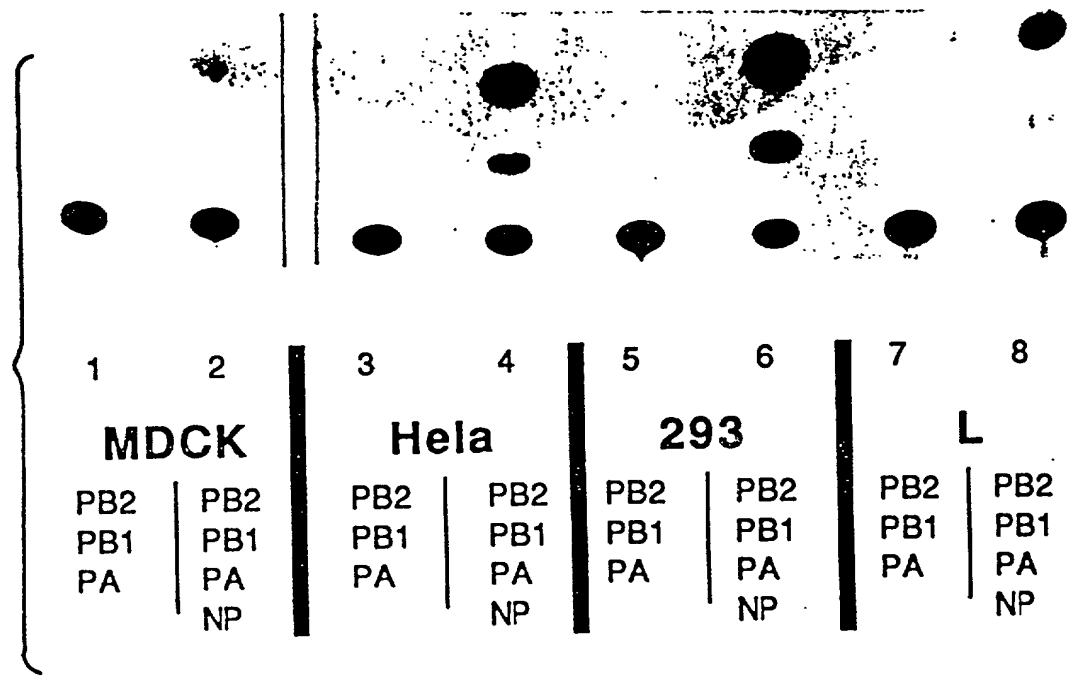 1 2 3 4 5 6 7 8
MDCK Hela 293 L
PB2 PB2 PB2 PB2 PB2 PB2 PB2 PB2
PB1 PB1 PB1 PB1 PB1 PB1 PB1 PB1
PA PA PA PA PA PA PA PA
NP NP NP NP